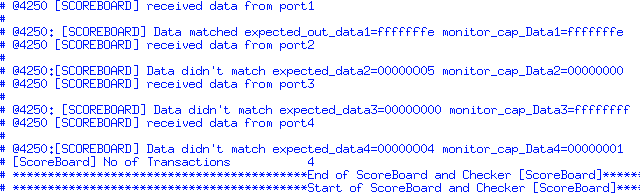 # @4250 [SCOREBOARD] received data from port1
#
# @4250: [SCOREBOARD] Data matched expected_out_data1=fffffffe monitor_cap_Data1=fffffffe
# @4250 [SCOREBOARD] received data from port2
#
# @4250:[SCOREBOARD] Data didn't match expected_data2=00000005 monitor_cap_Data2=00000000
# @4250 [SCOREBOARD] received data from port3
#
# @4250: [SCOREBOARD] Data didn't match expected_data3=00000000 monitor_cap_Data3=ffffffff
# @4250 [SCOREBOARD] received data from port4
#
# @4250:[SCOREBOARD] Data didn't match expected_data4=00000004 monitor_cap_Data4=00000001
# [ScoreBoard] No of Transactions 4
# ******************************************End of ScoreBoard and Checker [ScoreBoard]******
# ******************************************Start of ScoreBoard and Checker [ScoreBoard]****